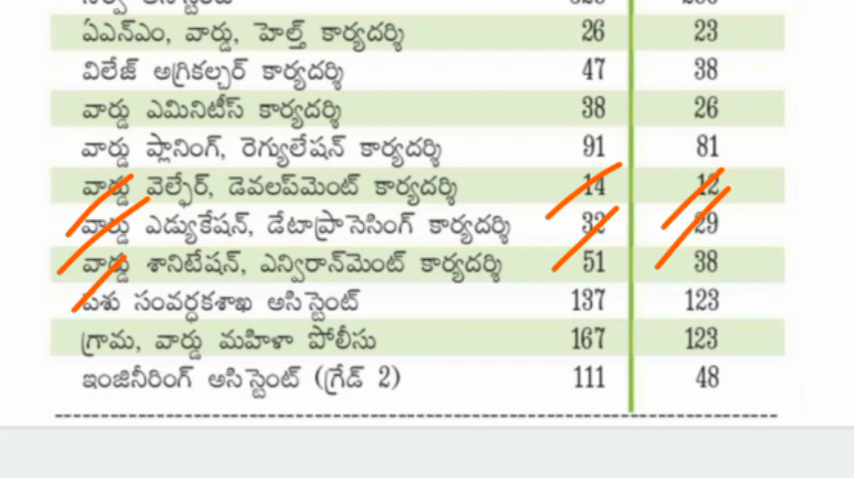 ఏఎన్ఎం, వార్డు, హెల్త్ కార్యదర్శి 26 23
విలేజ్ అగ్రికల్చర్ కార్యదర్శి 47 38
వార్డు ఎమినిటీస్ కార్యదర్శి 38 26
వార్డు ప్లానింగ్, రెగ్యులేషన్ కార్యదర్శి 91 81
వార్డు వెల్ఫేర్, డెవలప్‌మెంట్ కార్యదర్శి 14 12
వార్డు ఎడ్యుకేషన్, డేటాప్రాసెసింగ్ కార్యదర్శి 32 29
వార్డు శానిటేషన్, ఎన్విరాన్‌మెంట్ కార్యదర్శి 51 38
పశు సంవర్ధకశాఖ అసిస్టెంట్ 137 123
గ్రామ, వార్డు మహిళా పోలీసు 167 123
ఇంజినీరింగ్ అసిస్టెంట్ (గ్రేడ్ 2) 111 48